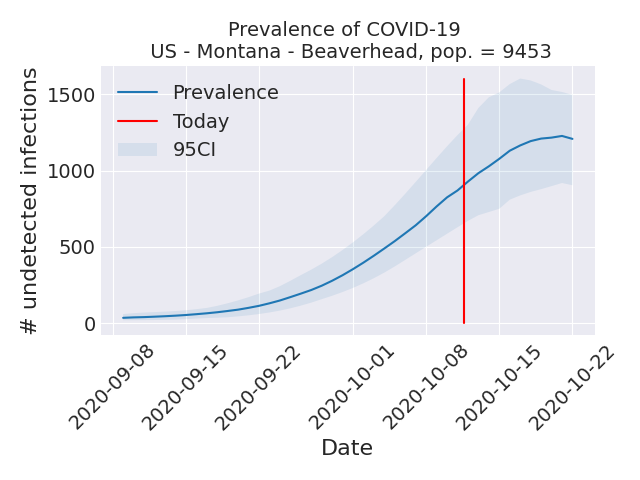 Prevalence of COVID-19
US - Montana - Beaverhead, pop. = 9453
# undetected infections
1500
1000
500
0
Prevalence
Today
95CI
2020-09-08
2020-09-15
2020-09-22
2020-10-01
2020-10-08
2020-10-15
2020-10-22
Date